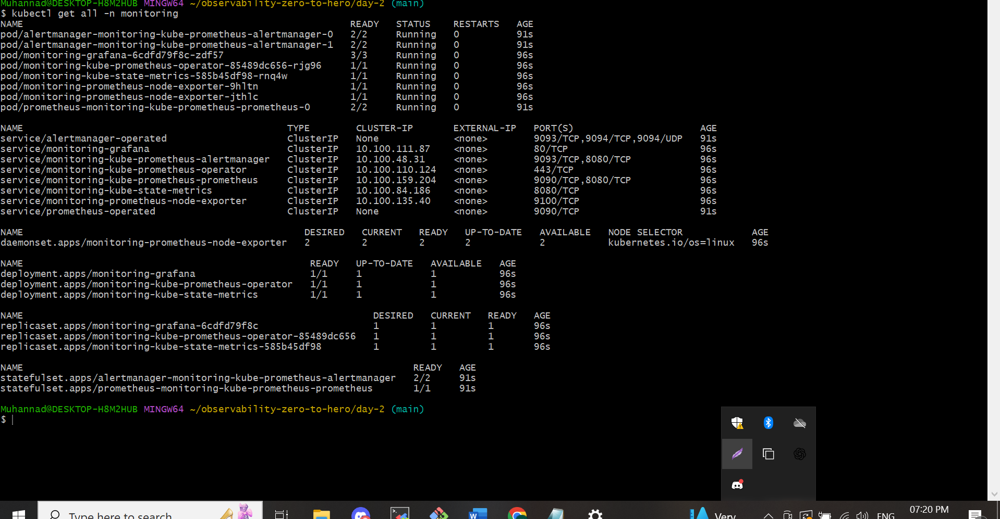 Muhannad@DESKTOP-H8M2HUB MINGW64 ~/observability-zero-to-hero/day-2 (main)
$ kubectl get all -n monitoring
NAME READY STATUS RESTARTS AGE
pod/alertmanager-monitoring-kube-prometheus-alertmanager-0 2/2 Running 0 91s
pod/alertmanager-monitoring-kube-prometheus-alertmanager-1 2/2 Running 0 91s
pod/monitoring-grafana-6cdfd79f8c-zdf57 3/3 Running 0 96s
pod/monitoring-kube-prometheus-operator-85489dc656-rjg96 1/1 Running 0 96s
pod/monitoring-kube-state-metrics-585b45df98-rnq4w 1/1 Running 0 96s
pod/monitoring-prometheus-node-exporter-9hltn 1/1 Running 0 96s
pod/monitoring-prometheus-node-exporter-jthlc 1/1 Running 0 96s
pod/prometheus-monitoring-kube-prometheus-prometheus-0 2/2 Running 0 91s
NAME TYPE CLUSTER-IP EXTERNAL-IP PORT(S) AGE
service/alertmanager-operated ClusterIP None <none> 9093/TCP,9094/TCP,9094/UDP 91s
service/monitoring-grafana ClusterIP 10.100.111.87 <none> 80/TCP 96s
service/monitoring-kube-prometheus-alertmanager ClusterIP 10.100.48.31 <none> 9093/TCP,8080/TCP 96s
service/monitoring-kube-prometheus-operator ClusterIP 10.100.110.124 <none> 443/TCP 96s
service/monitoring-kube-prometheus-prometheus ClusterIP 10.100.159.204 <none> 9090/TCP,8080/TCP 96s
service/monitoring-kube-state-metrics ClusterIP 10.100.84.186 <none> 8080/TCP 96s
service/monitoring-prometheus-node-exporter ClusterIP 10.100.135.40 <none> 9100/TCP 96s
service/prometheus-operated ClusterIP None <none> 9090/TCP 91s
NAME DESIRED CURRENT READY UP-TO-DATE AVAILABLE NODE SELECTOR AGE
daemonset.apps/monitoring-prometheus-node-exporter 2 2 2 2 2 kubernetes.io/os=linux 96s
NAME READY UP-TO-DATE AVAILABLE AGE
deployment.apps/monitoring-grafana 1/1 1 1 96s
deployment.apps/monitoring-kube-prometheus-operator 1/1 1 1 96s
deployment.apps/monitoring-kube-state-metrics 1/1 1 1 96s
NAME DESIRED CURRENT READY AGE
replicaset.apps/monitoring-grafana-6cdfd79f8c 1 1 1 96s
replicaset.apps/monitoring-kube-prometheus-operator-85489dc656 1 1 1 96s
replicaset.apps/monitoring-kube-state-metrics-585b45df98 1 1 1 96s
NAME READY AGE
statefulset.apps/alertmanager-monitoring-kube-prometheus-alertmanager 2/2 91s
statefulset.apps/prometheus-monitoring-kube-prometheus-prometheus 1/1 91s
Muhannad@DESKTOP-H8M2HUB MINGW64 ~/observability-zero-to-hero/day-2 (main)
$
Type here to search
Very
ENG
07:20 PM